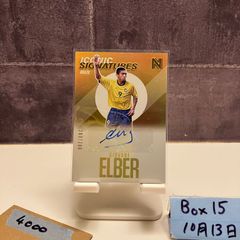 ICONIC
SIGNATURES
N
ELBER
4000
Box 15
10月13日